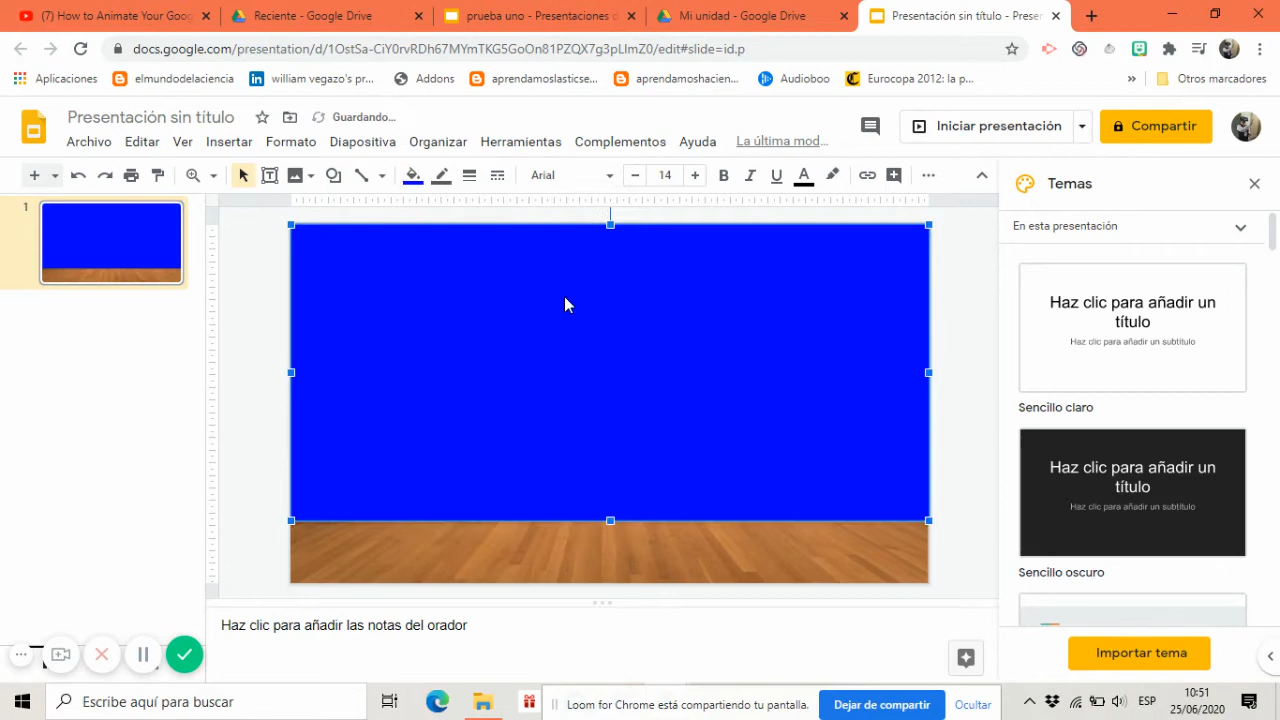 (17) How to Animate Your Goog
Reciente - Google Drive
prueba uno - Presentaciones d
Mi unidad - Google Drive
Presentación sin título - Presen
docs.google.com/presentation/d/1OstSa-CiY0rvRDh67MYmTKG5GoOn81PZQX7g3pLImZ0/edit#slide=id.p
Aplicaciones
elmundodelaciencia
william vegazo's pr...
Addons
aprendamoslasticse...
aprendamoshacien...
Audioboo
Eurocopa 2012: la p...
»
Otros marcadores
Presentación sin título
Guardando...
Iniciar presentación
Compartir
Archivo Editar Ver Insertar Formato Diapositiva Organizar Herramientas Complementos Ayuda La última mod...
Arial
14
B I U A
Temas
En esta presentación
1
Haz clic para añadir un
título
Haz clic para añadir un subtítulo
Sencillo claro
Haz clic para añadir un
título
Haz clic para añadir un subtítulo
Sencillo oscuro
Haz clic para añadir las notas del orador
Importar tema
Escribe aquí para buscar
Loom for Chrome está compartiendo tu pantalla.
Dejar de compartir
Ocultar
ESP
10:51
25/06/2020